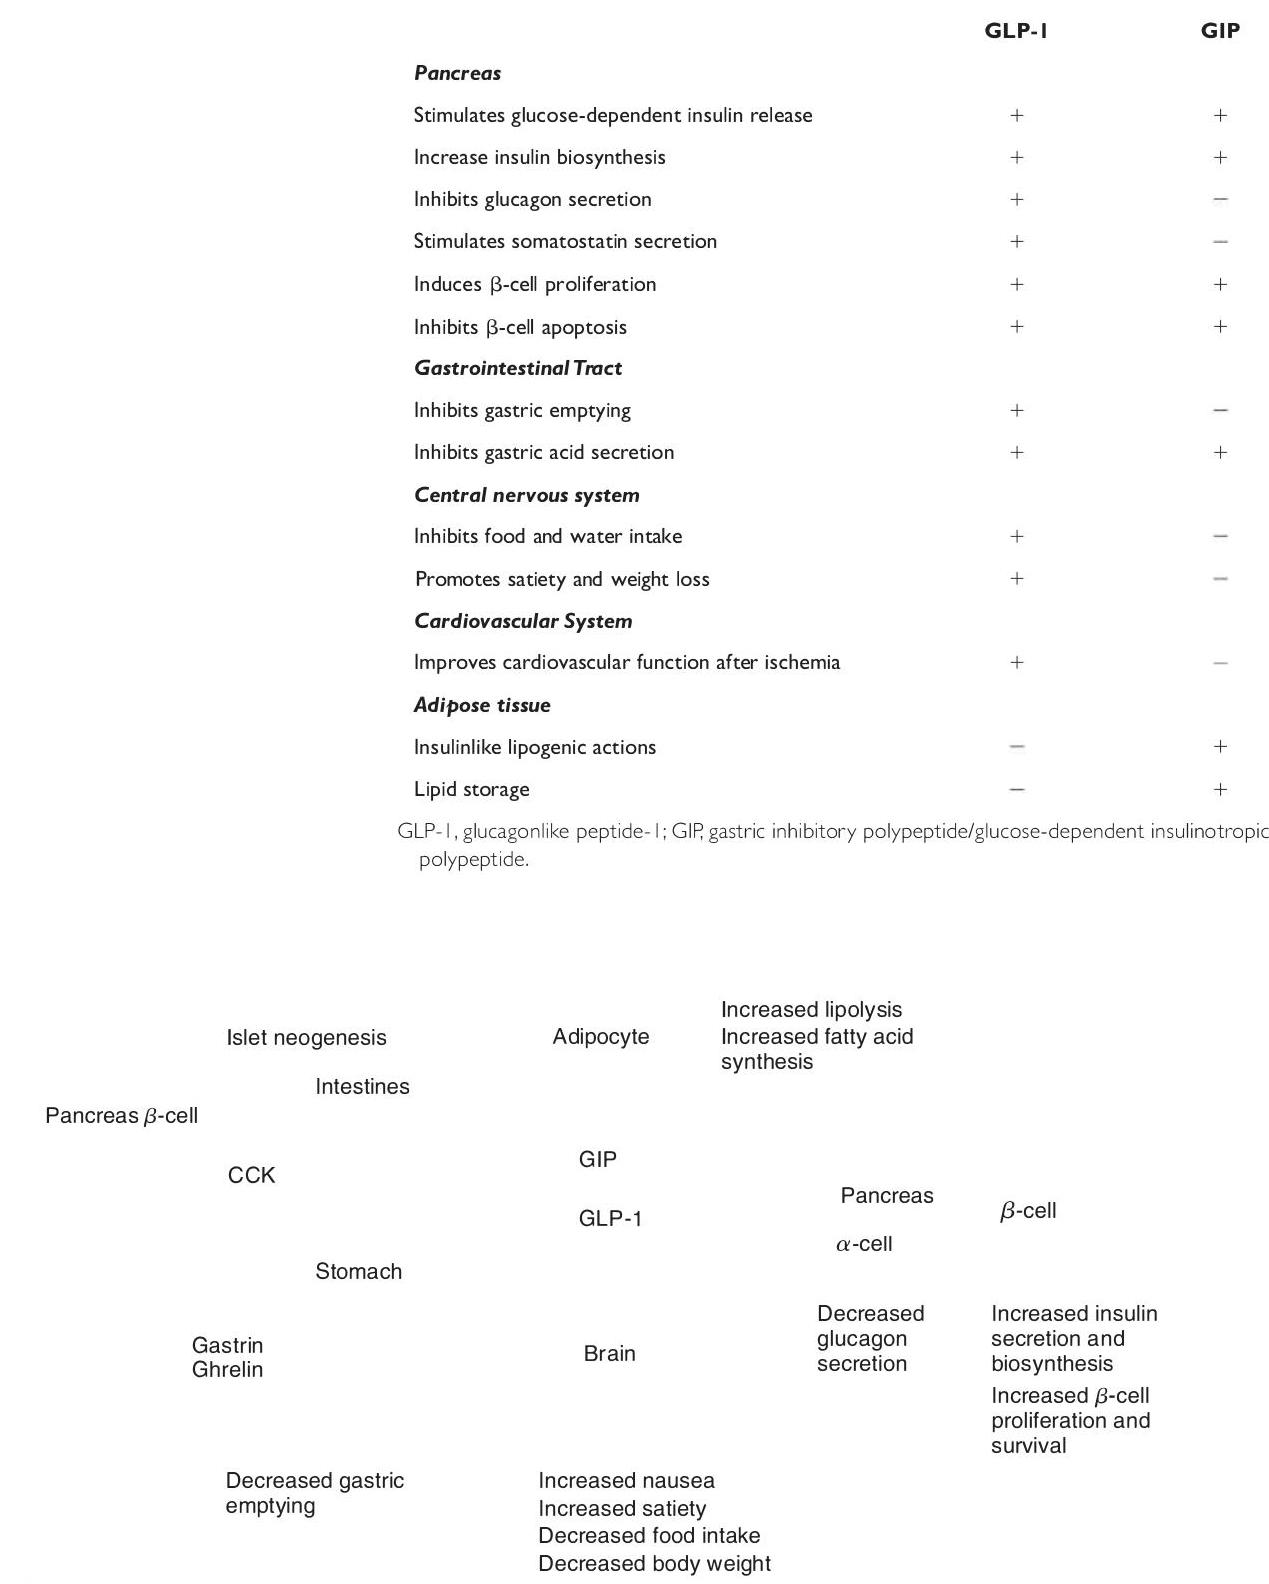 GLP-1 GIP
Pancreas
Stimulates glucose-dependent insulin release + +
Increase insulin biosynthesis + +
Inhibits glucagon secretion + −
Stimulates somatostatin secretion + −
Induces β-cell proliferation + +
Inhibits β-cell apoptosis + +
Gastrointestinal Tract
Inhibits gastric emptying + −
Inhibits gastric acid secretion + +
Central nervous system
Inhibits food and water intake + −
Promotes satiety and weight loss + −
Cardiovascular System
Improves cardiovascular function after ischemia + −
Adipose tissue
Insulinlike lipogenic actions − +
Lipid storage − +
GLP-1, glucagonlike peptide-1; GIP, gastric inhibitory polypeptide/glucose-dependent insulinotropic
polypeptide.
Islet neogenesis
Adipocyte
Increased lipolysis
Increased fatty acid
synthesis
Intestines
Pancreas β-cell
CCK
GIP
GLP-1
Pancreas
β-cell
α-cell
Stomach
Gastrin
Ghrelin
Brain
Decreased
glucagon
secretion
Increased insulin
secretion and
biosynthesis
Increased β-cell
proliferation and
survival
Decreased gastric
emptying
Increased nausea
Increased satiety
Decreased food intake
Decreased body weight